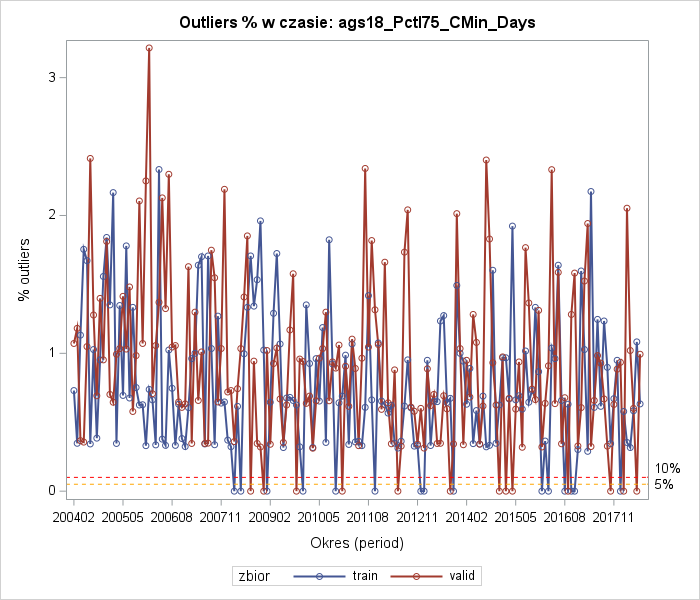 Outliers % w czasie: ags18_Pctl75_CMin_Days
% outliers
3
2
1
0
10%
5%
200402 200505 200608 200711 200902 201005 201108 201211 201402 201505 201608 201711
Okres (period)
zbior train valid